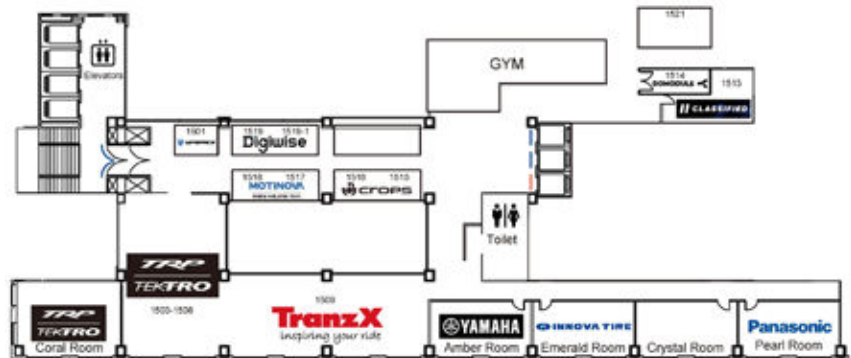 1521
GYM
Elevators
1514
DOMODULE
1513
CLASSIFIED
1501
1519 1519-1
Digiwise
1517
MOTINOVA
CROPS
Toilet
TRP
TEKTRO
1503-1508
1509
TranzX
inspiring your ride
TRP
TEKTRO
Coral Room
YAMAHA
Amber Room
INNOVA TIRE
Emerald Room
Crystal Room
Panasonic
Pearl Room